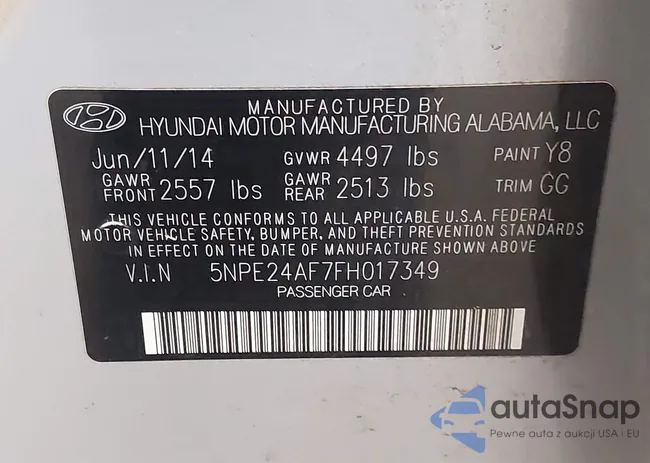 MANUFACTURED BY
HYUNDAI MOTOR MANUFACTURING ALABAMA, LLC
Jun/11/14 GVWR 4497 lbs PAINT Y8
GAWR FRONT 2557 lbs GAWR REAR 2513 lbs TRIM GG
THIS VEHICLE CONFORMS TO ALL APPLICABLE U.S.A. FEDERAL
MOTOR VEHICLE SAFETY, BUMPER, AND THEFT PREVENTION STANDARDS
IN EFFECT ON THE DATE OF MANUFACTURE SHOWN ABOVE
V.I.N 5NPE24AF7FH017349
PASSENGER CAR
autaSnap
Pewne auta z aukcji USA i EU